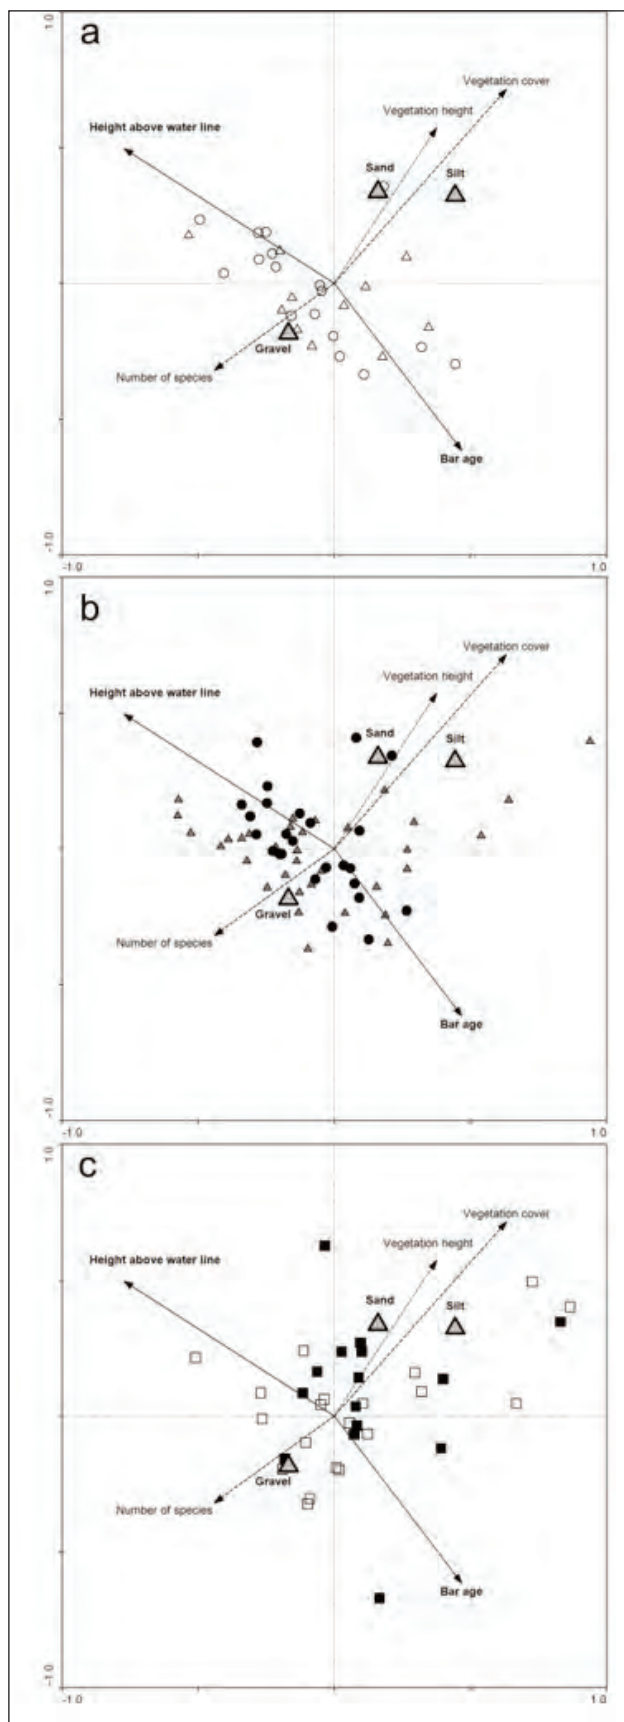 1.0
a
Vegetation cover
Vegetation height
Height above water line
Sand
Silt
Gravel
Number of species
Bar age
-1.0
-1.0
1.0
1.0
b
Vegetation cover
Vegetation height
Height above water line
Sand
Silt
Gravel
Number of species
Bar age
-1.0
-1.0
1.0
1.0
c
Vegetation cover
Vegetation height
Height above water line
Sand
Silt
Gravel
Number of species
Bar age
-1.0
-1.0
1.0